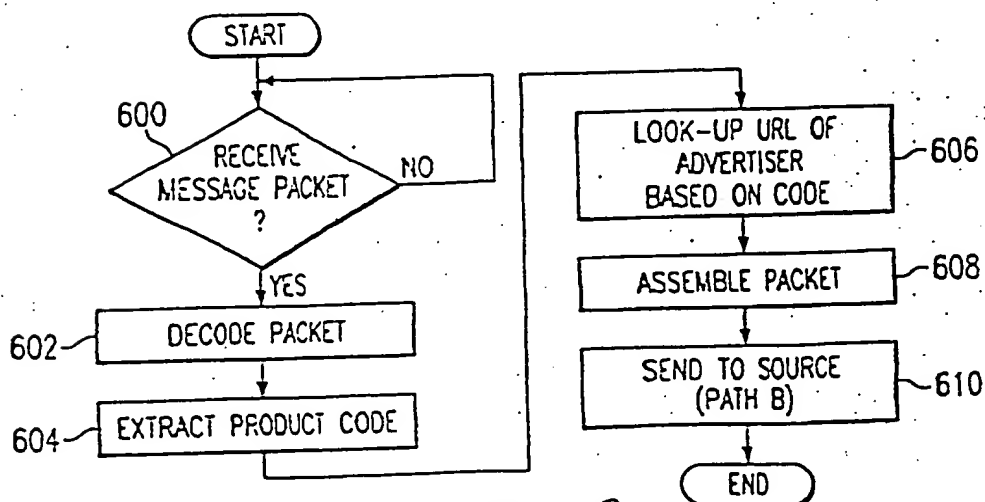 START
600
RECEIVE
MESSAGE PACKET
?
NO
YES
602
DECODE PACKET
604
EXTRACT PRODUCT CODE
LOOK-UP URL OF
ADVERTISER
BASED ON CODE
606
ASSEMBLE PACKET
608
SEND TO SOURCE
(PATH B)
610
END